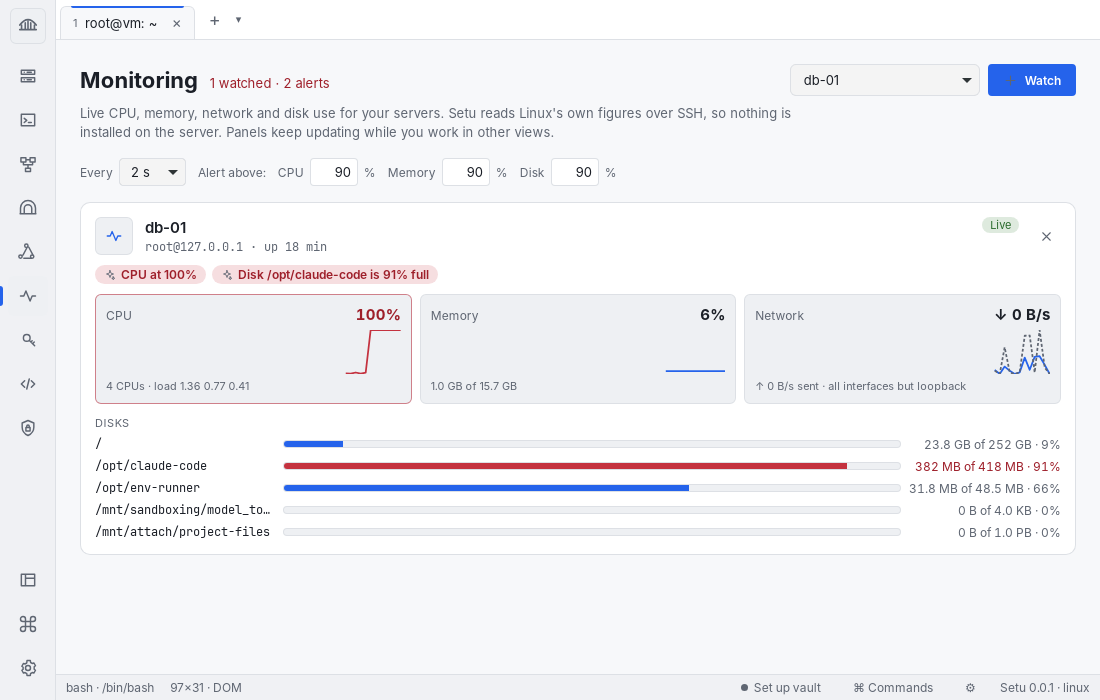 1 root@vm: ~ × + ▾
Monitoring 1 watched · 2 alerts
db-01
Watch
Live CPU, memory, network and disk use for your servers. Setu reads Linux's own figures over SSH, so nothing is
installed on the server. Panels keep updating while you work in other views.
Every 2 s Alert above: CPU 90 % Memory 90 % Disk 90 %
db-01
root@127.0.0.1 · up 18 min
Live
CPU at 100% Disk /opt/claude-code is 91% full
CPU 100%
4 CPUs · load 1.36 0.77 0.41
Memory 6%
1.0 GB of 15.7 GB
Network ↓ 0 B/s
↑ 0 B/s sent · all interfaces but loopback
DISKS
/ 23.8 GB of 252 GB · 9%
/opt/claude-code 382 MB of 418 MB · 91%
/opt/env-runner 31.8 MB of 48.5 MB · 66%
/mnt/sandboxing/model_to… 0 B of 4.0 KB · 0%
/mnt/attach/project-files 0 B of 1.0 PB · 0%
bash · /bin/bash 97×31 · DOM ● Set up vault ⌘ Commands ⚙ Setu 0.0.1 · linux